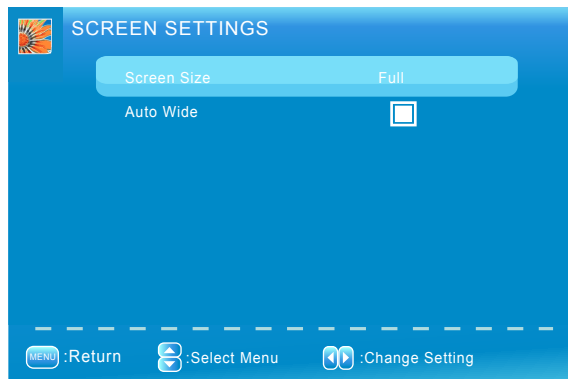 SCREEN SETTINGS
Screen Size Full
Auto Wide
MENU :Return :Select Menu :Change Setting